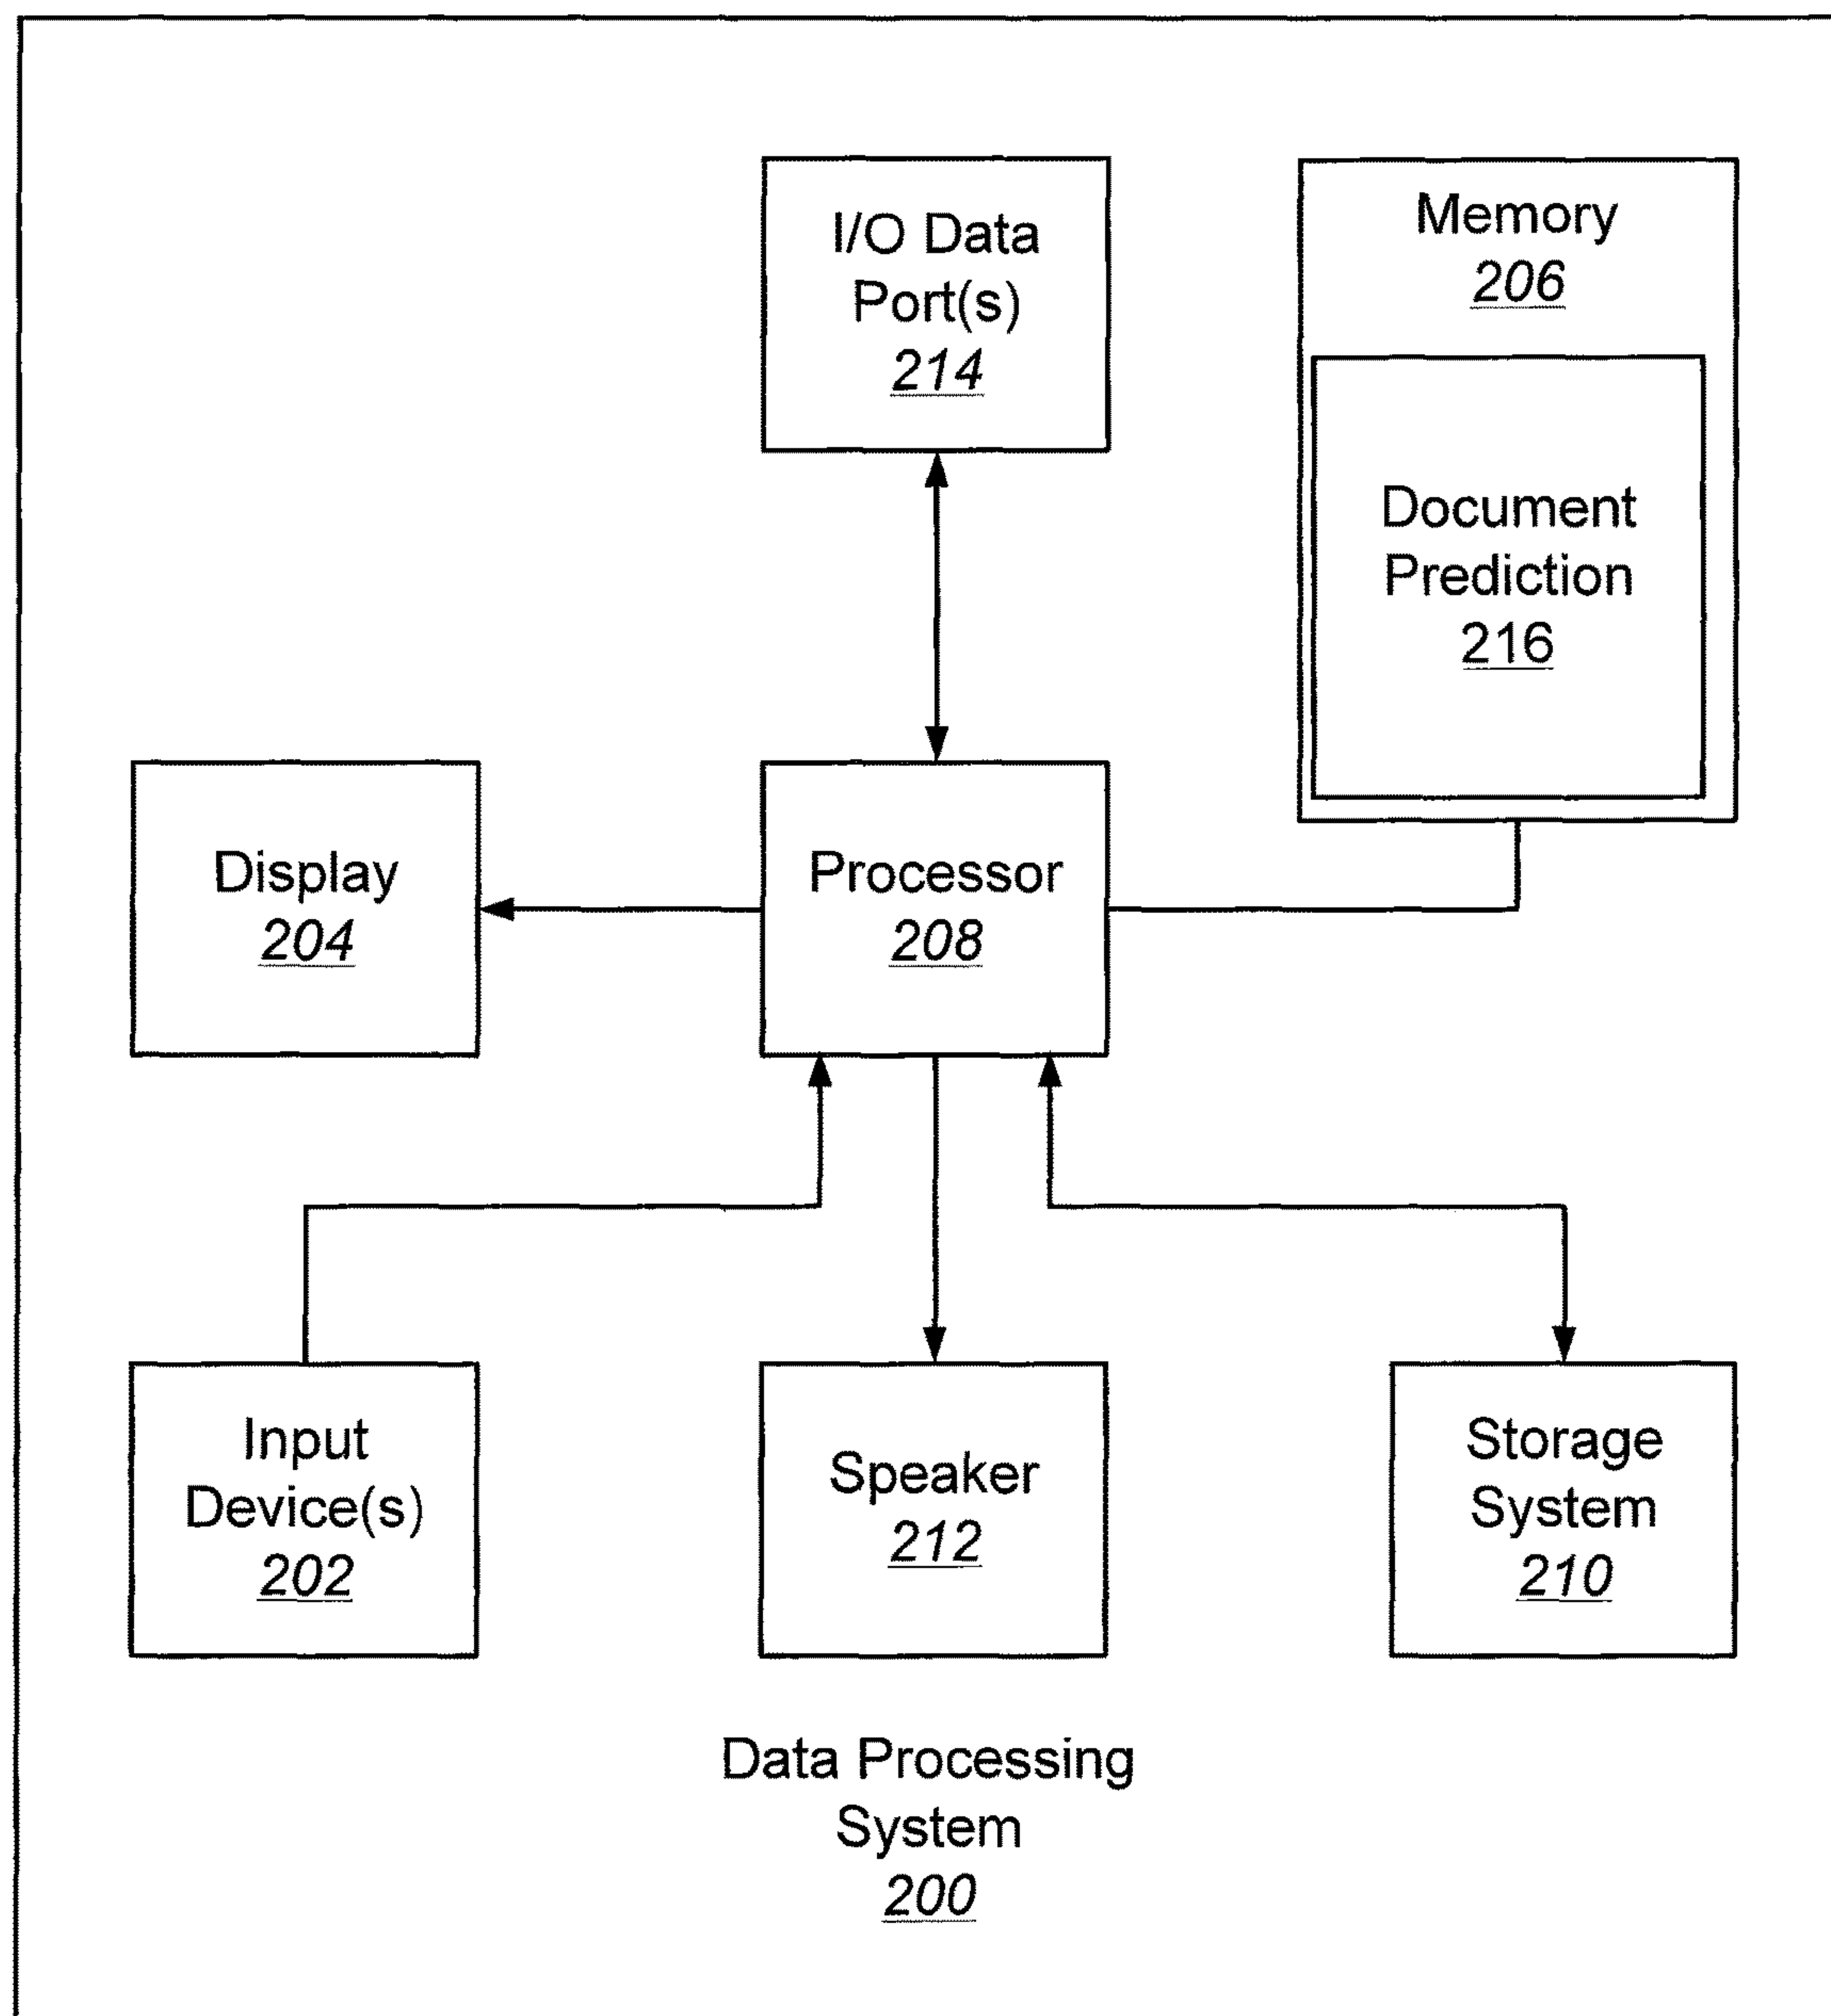 I/O Data
Port(s)
214
Memory
206
Document
Prediction
216
Display
204
Processor
208
Input
Device(s)
202
Speaker
212
Storage
System
210
Data Processing
System
200